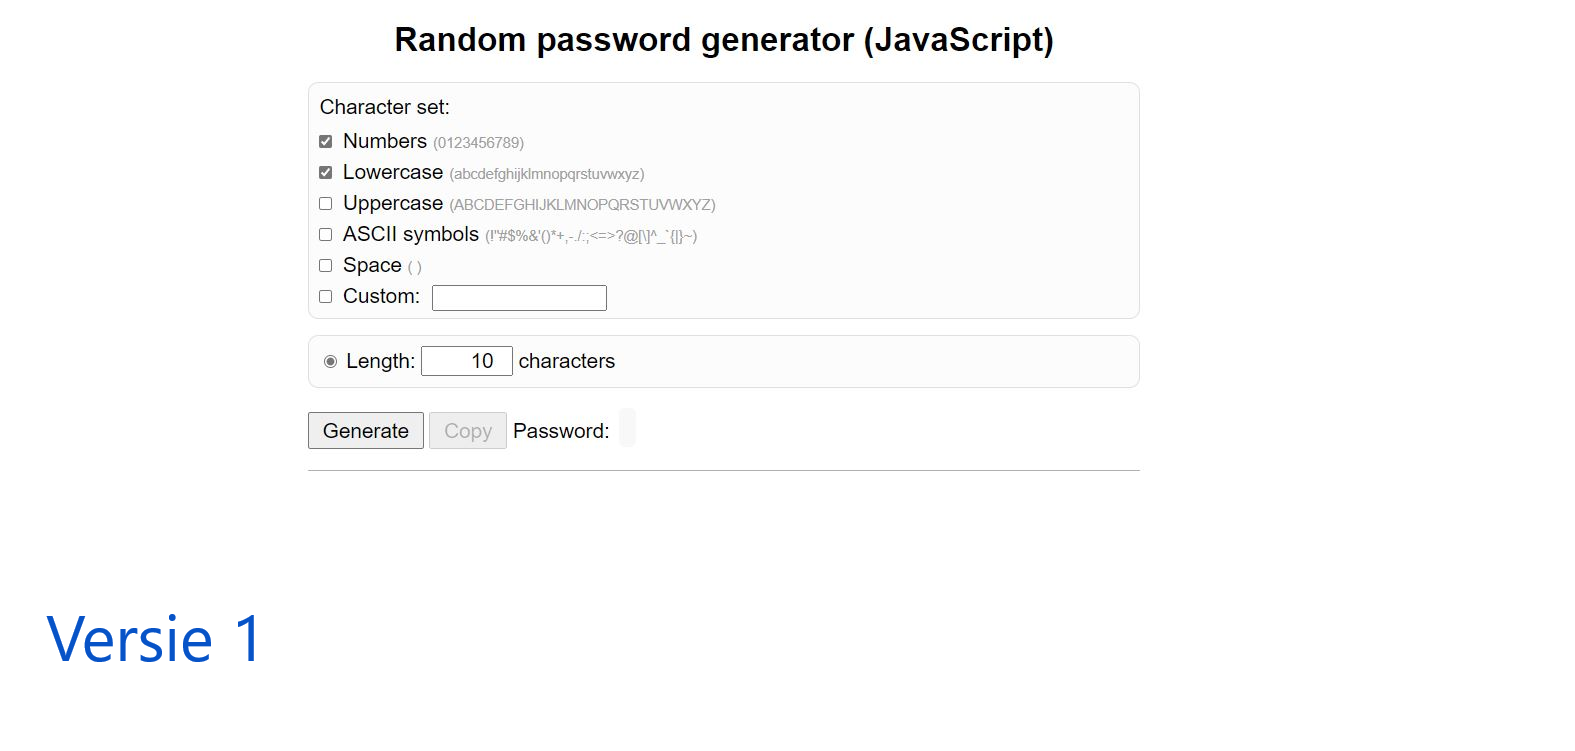 Random password generator (JavaScript)
Character set:
Numbers (0123456789)
Lowercase (abcdefghijklmnopqrstuvwxyz)
Uppercase (ABCDEFGHIJKLMNOPQRSTUVWXYZ)
ASCII symbols (!"#$%&'()*+,-./:;<=>?@[\]^_`{|}~)
Space ( )
Custom:
Length: 10 characters
Generate Copy Password:
Versie 1